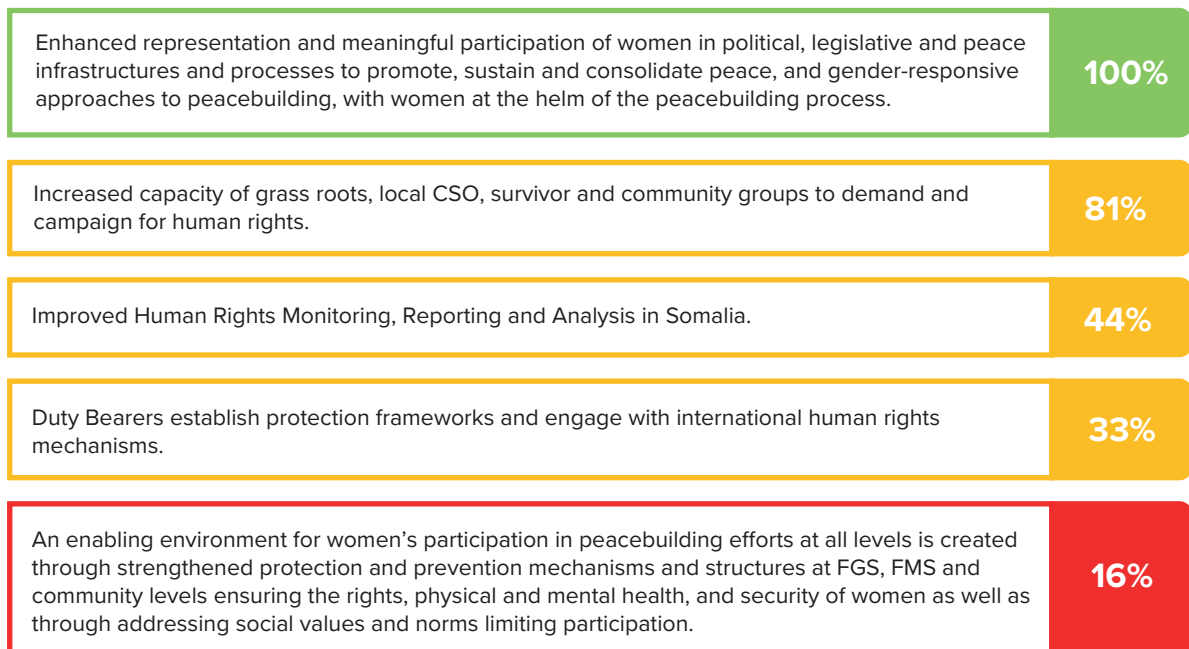 Enhanced representation and meaningful participation of women in political, legislative and peace
infrastructures and processes to promote, sustain and consolidate peace, and gender-responsive
approaches to peacebuilding, with women at the helm of the peacebuilding process.
100%
Increased capacity of grass roots, local CSO, survivor and community groups to demand and
campaign for human rights.
81%
Improved Human Rights Monitoring, Reporting and Analysis in Somalia.
44%
Duty Bearers establish protection frameworks and engage with international human rights
mechanisms.
33%
An enabling environment for women’s participation in peacebuilding efforts at all levels is created
through strengthened protection and prevention mechanisms and structures at FGS, FMS and
community levels ensuring the rights, physical and mental health, and security of women as well as
through addressing social values and norms limiting participation.
16%